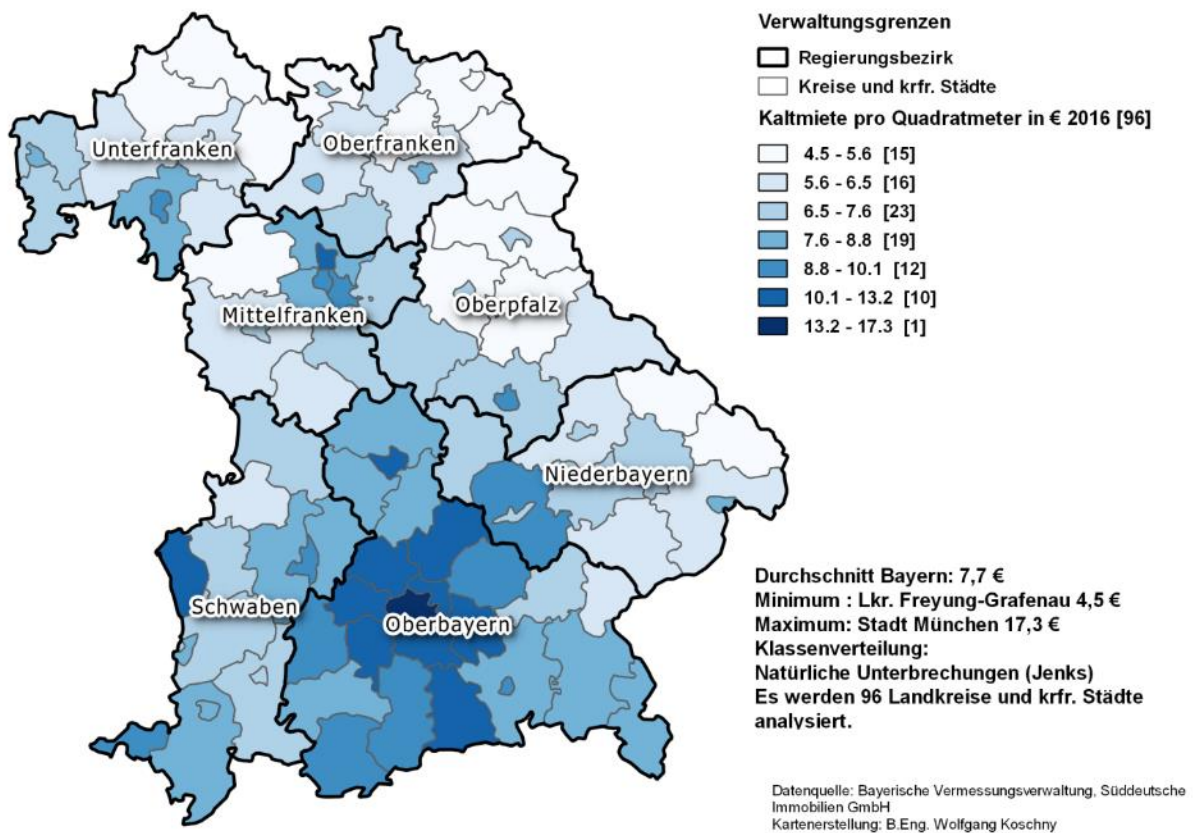 Verwaltungsgrenzen
Regierungsbezirk
Kreise und krfr. Städte
Kaltmiete pro Quadratmeter in € 2016 [96]
4.5 - 5.6 [15]
5.6 - 6.5 [16]
6.5 - 7.6 [23]
7.6 - 8.8 [19]
8.8 - 10.1 [12]
10.1 - 13.2 [10]
13.2 - 17.3 [1]
Unterfranken
Oberfranken
Mittelfranken
Oberpfalz
Niederbayern
Schwaben
Oberbayern
Durchschnitt Bayern: 7,7 €
Minimum : Lkr. Freyung-Grafenau 4,5 €
Maximum: Stadt München 17,3 €
Klassenverteilung:
Natürliche Unterbrechungen (Jenks)
Es werden 96 Landkreise und krfr. Städte
analysiert.
Datenquelle: Bayerische Vermessungsverwaltung, Süddeutsche
Immobilien GmbH
Kartenerstellung: B.Eng. Wolfgang Koschny